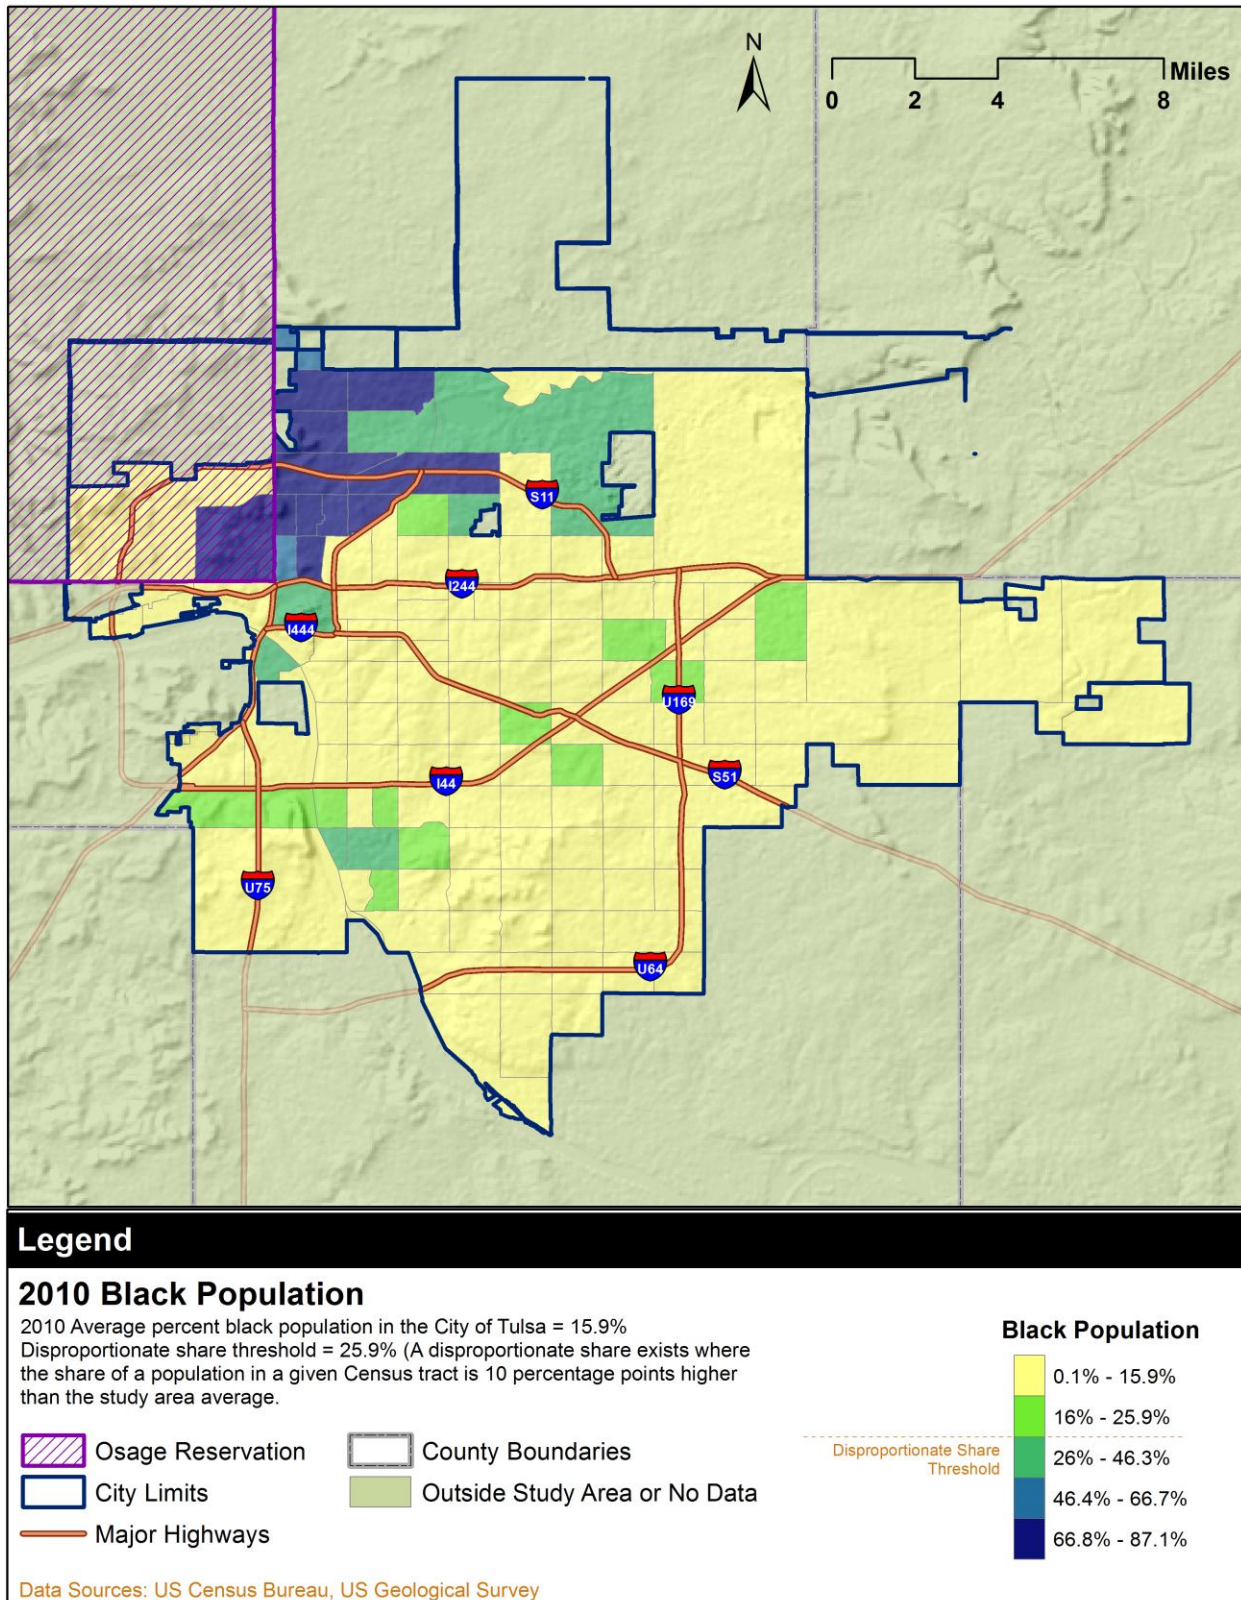 N
Miles
0 2 4 8
S11
I244
I444
U169
I44
S51
U75
U64
Legend
2010 Black Population
2010 Average percent black population in the City of Tulsa = 15.9%
Disproportionate share threshold = 25.9% (A disproportionate share exists where
the share of a population in a given Census tract is 10 percentage points higher
than the study area average.
Osage Reservation
County Boundaries
City Limits
Outside Study Area or No Data
Major Highways
Data Sources: US Census Bureau, US Geological Survey
Black Population
0.1% - 15.9%
16% - 25.9%
Disproportionate Share
Threshold
26% - 46.3%
46.4% - 66.7%
66.8% - 87.1%